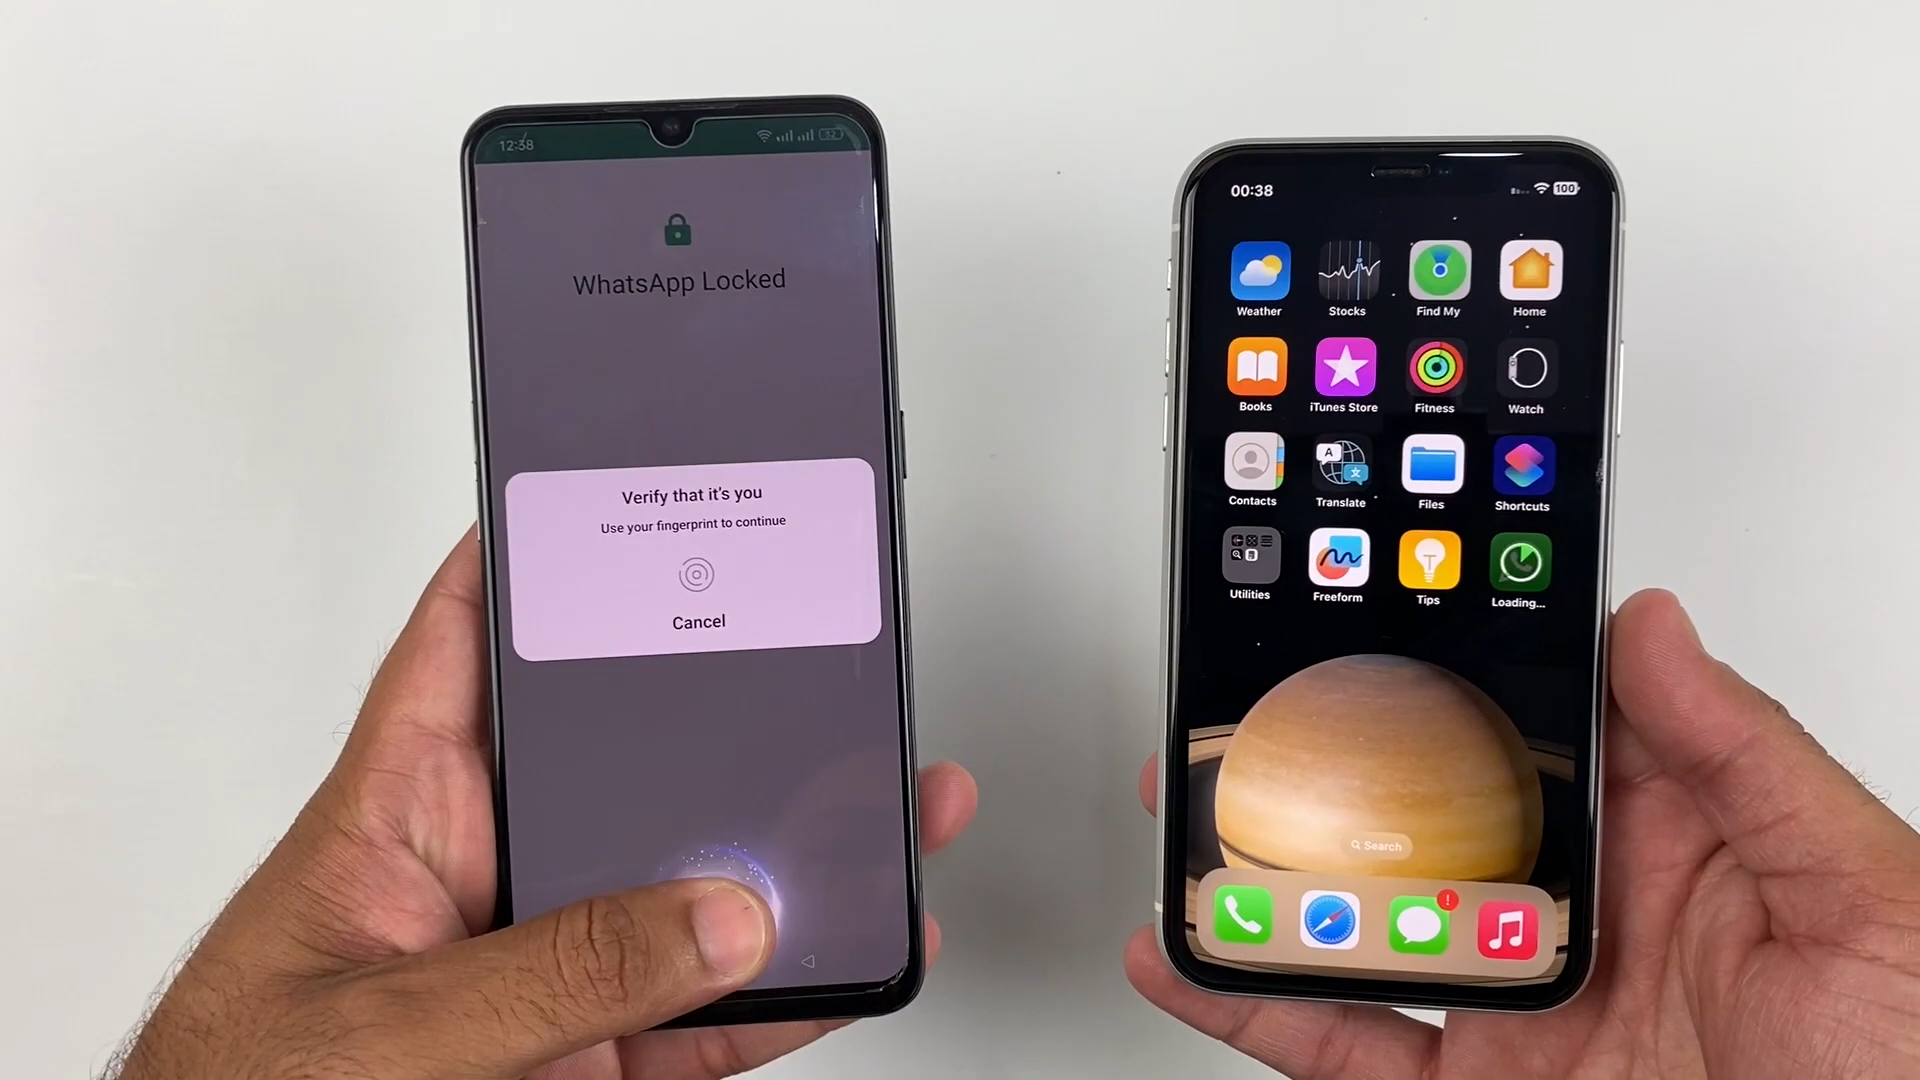 12:38
32
WhatsApp Locked
Verify that it's you
Use your fingerprint to continue
Cancel
00:38
100
Weather Stocks Find My Home
Books iTunes Store Fitness Watch
A
Contacts Translate Files Shortcuts
Utilities Freeform Tips Loading...
Search
!